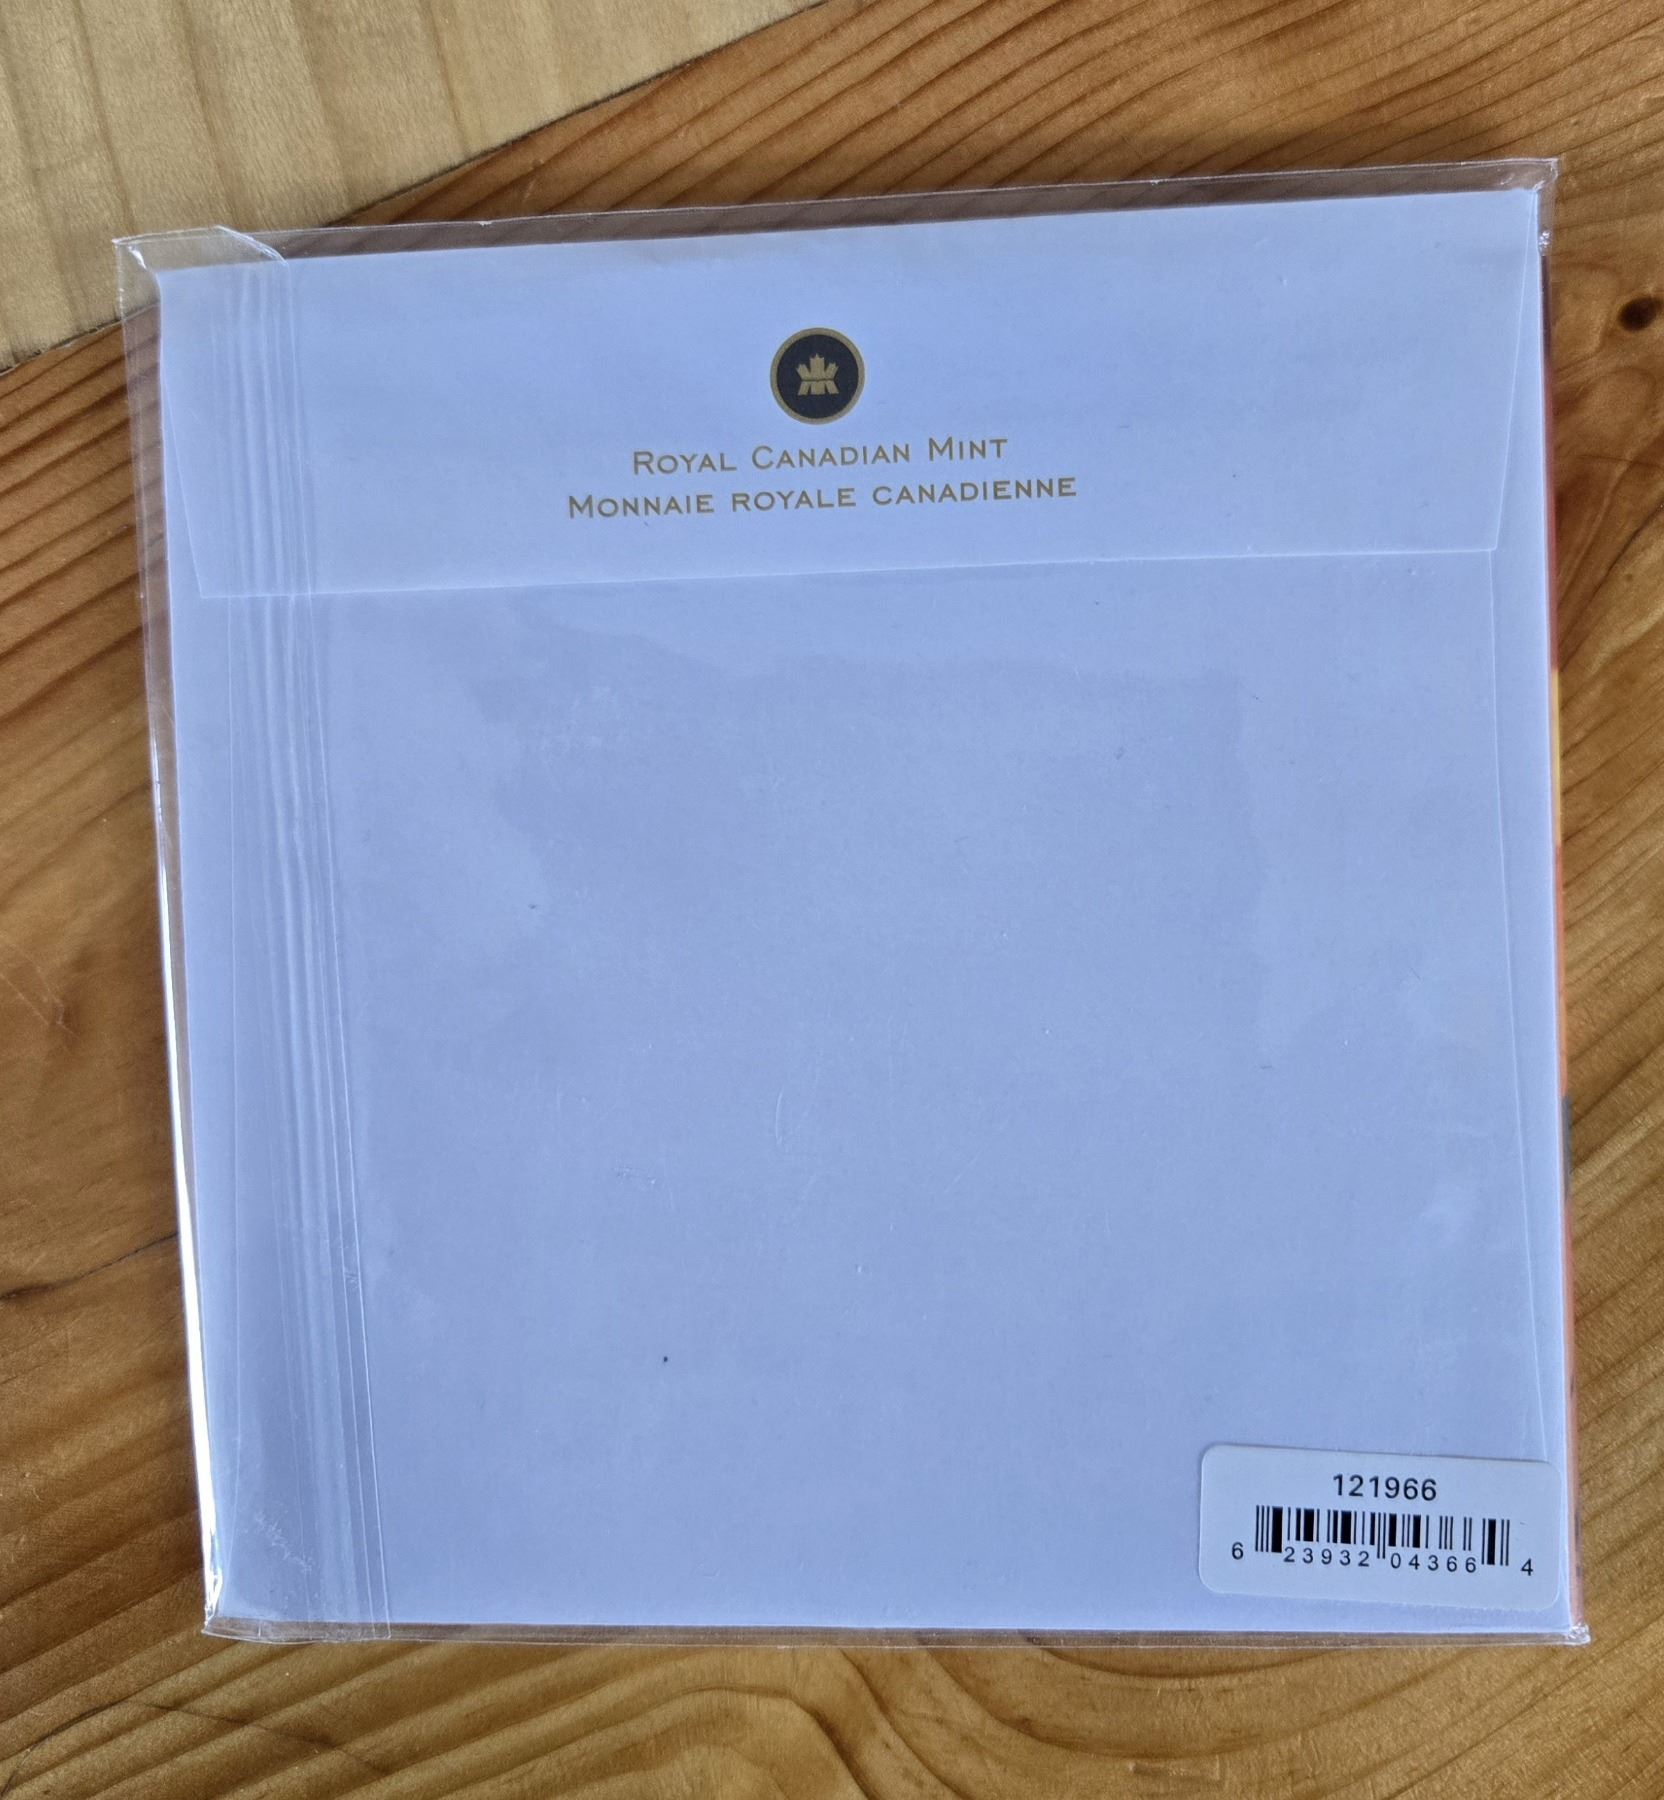 Royal Canadian Mint
Monnaie royale canadienne
121966
6 23932 04366 4